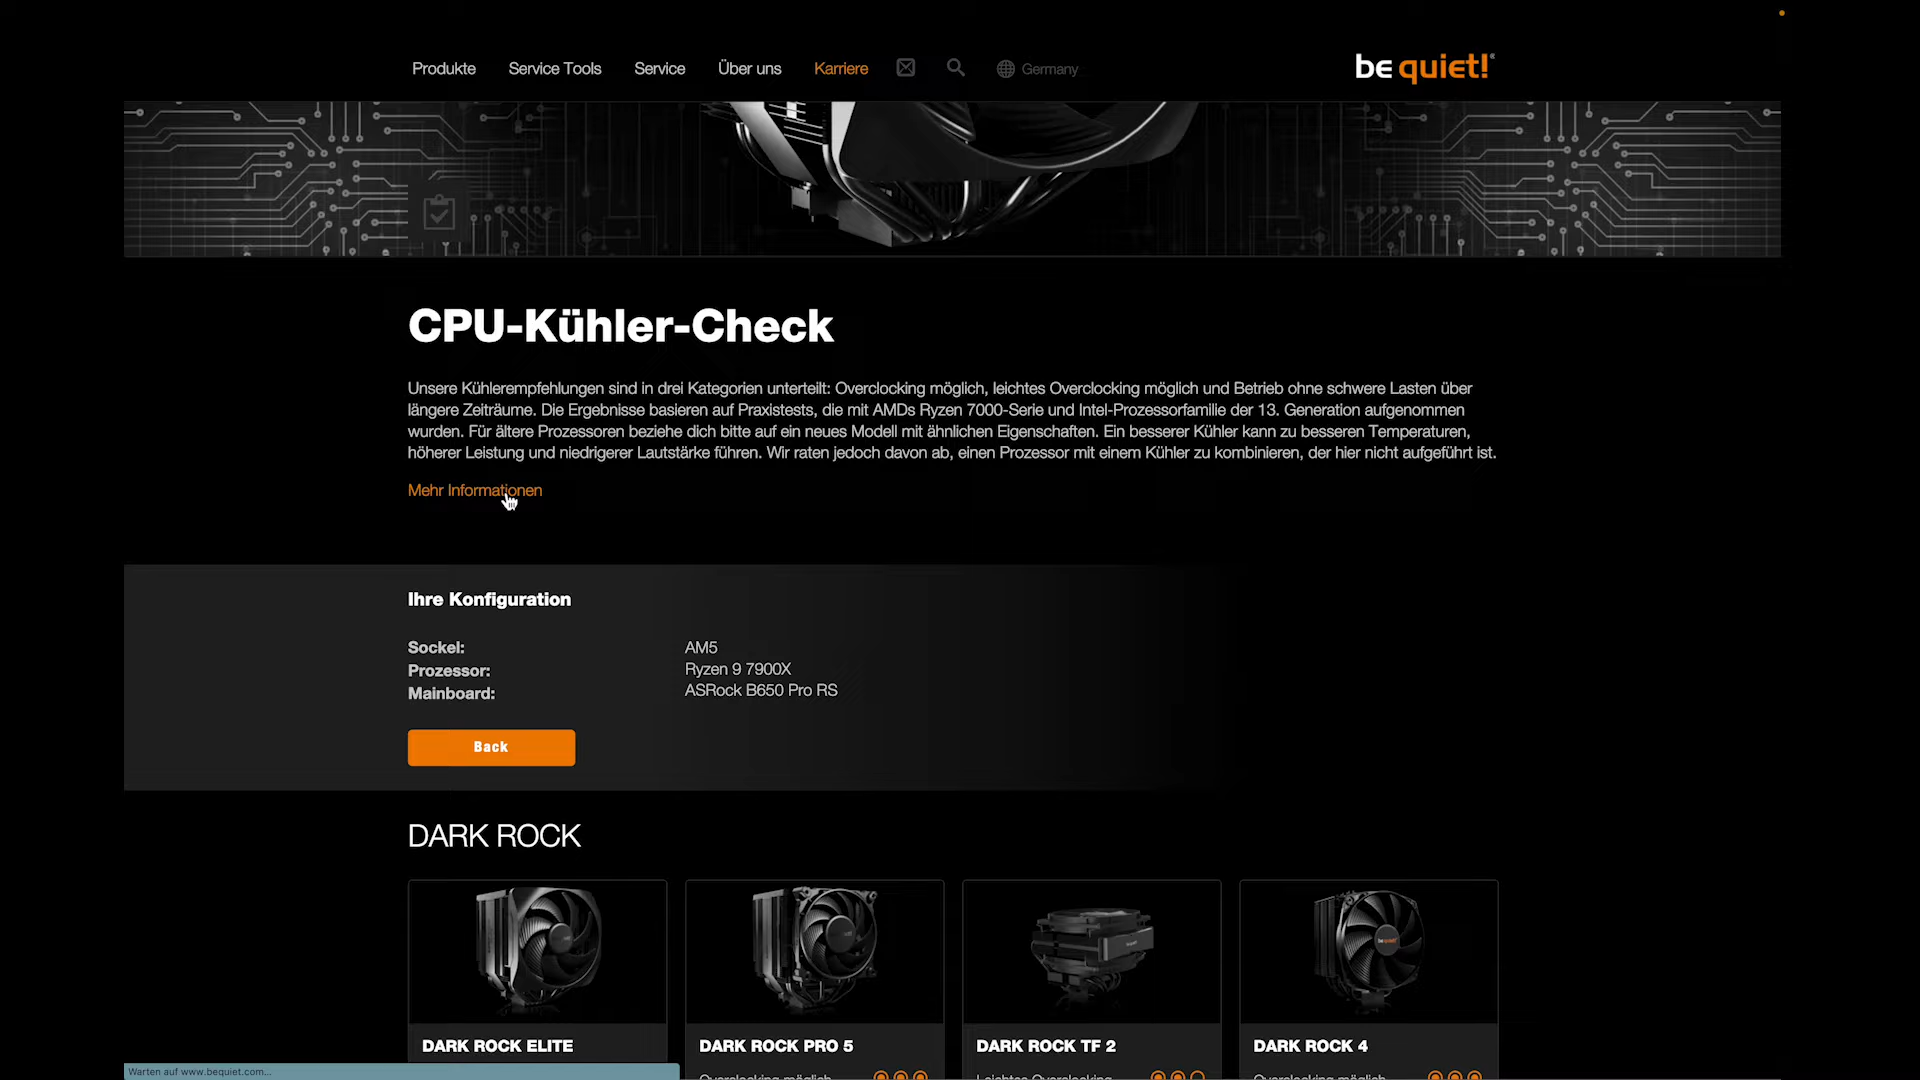 Produkte Service Tools Service Über uns Karriere Germany
be quiet!
CPU-Kühler-Check
Unsere Kühlerempfehlungen sind in drei Kategorien unterteilt: Overclocking möglich, leichtes Overclocking möglich und Betrieb ohne schwere Lasten über
längere Zeiträume. Die Ergebnisse basieren auf Praxistests, die mit AMDs Ryzen 7000-Serie und Intel-Prozessorfamilie der 13. Generation aufgenommen
wurden. Für ältere Prozessoren beziehe dich bitte auf ein neues Modell mit ähnlichen Eigenschaften. Ein besserer Kühler kann zu besseren Temperaturen,
höherer Leistung und niedrigerer Lautstärke führen. Wir raten jedoch davon ab, einen Prozessor mit einem Kühler zu kombinieren, der hier nicht aufgeführt ist.
Mehr Informationen
Ihre Konfiguration
Sockel: AM5
Prozessor: Ryzen 9 7900X
Mainboard: ASRock B650 Pro RS
Back
DARK ROCK
be quiet!
DARK ROCK ELITE DARK ROCK PRO 5 DARK ROCK TF 2 DARK ROCK 4
Overclocking möglich Leichtes Overclocking Overclocking möglich
Warten auf www.bequiet.com...